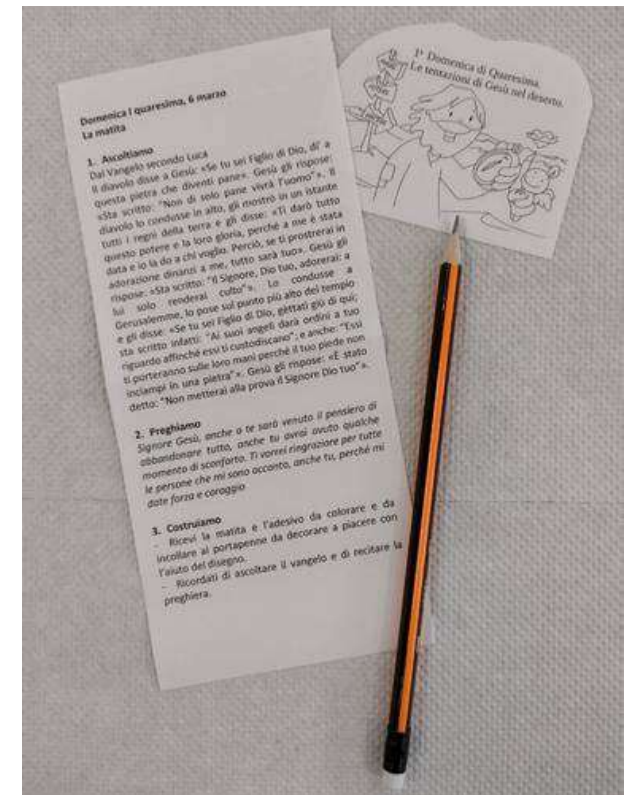 Domenica I quaresima, 6 marzo
La matita
1. Ascoltiamo
Dal Vangelo secondo Luca
Il diavolo disse a Gesù: «Se tu sei Figlio di Dio, di' a
questa pietra che diventi pane». Gesù gli rispose:
«Sta scritto: "Non di solo pane vivrà l'uomo"». Il
diavolo lo condusse in alto, gli mostrò in un istante
tutti i regni della terra e gli disse: «Ti darò tutto
questo potere e la loro gloria, perché a me è stata
data e io la do a chi voglio. Perciò, se ti prostrerai in
adorazione dinanzi a me, tutto sarà tuo». Gesù gli
rispose: «Sta scritto: "Il Signore, Dio tuo, adorerai: a
lui solo renderai culto"». Lo condusse a
Gerusalemme, lo pose sul punto più alto del tempio
e gli disse: «Se tu sei Figlio di Dio, gèttati giù di qui;
sta scritto infatti: "Ai suoi angeli darà ordini a tuo
riguardo affinché essi ti custodiscano"; e anche: "Essi
ti porteranno sulle loro mani perché il tuo piede non
inciampi in una pietra"». Gesù gli rispose: «È stato
detto: "Non metterai alla prova il Signore Dio tuo"».
2. Preghiamo
Signore Gesù, anche a te sarà venuto il pensiero di
abbandonare tutto, anche tu avrai avuto qualche
momento di sconforto. Ti vorrei ringraziare per tutte
le persone che mi sono accanto, anche tu, perché mi
date forza e coraggio
3. Costruiamo
- Ricevi la matita e l'adesivo da colorare e da
incollare al portapenne da decorare a piacere con
l'aiuto del disegno.
- Ricordati di ascoltare il vangelo e di recitare la
preghiera.
1ª Domenica di Quaresima.
Le tentazioni di Gesù nel deserto.